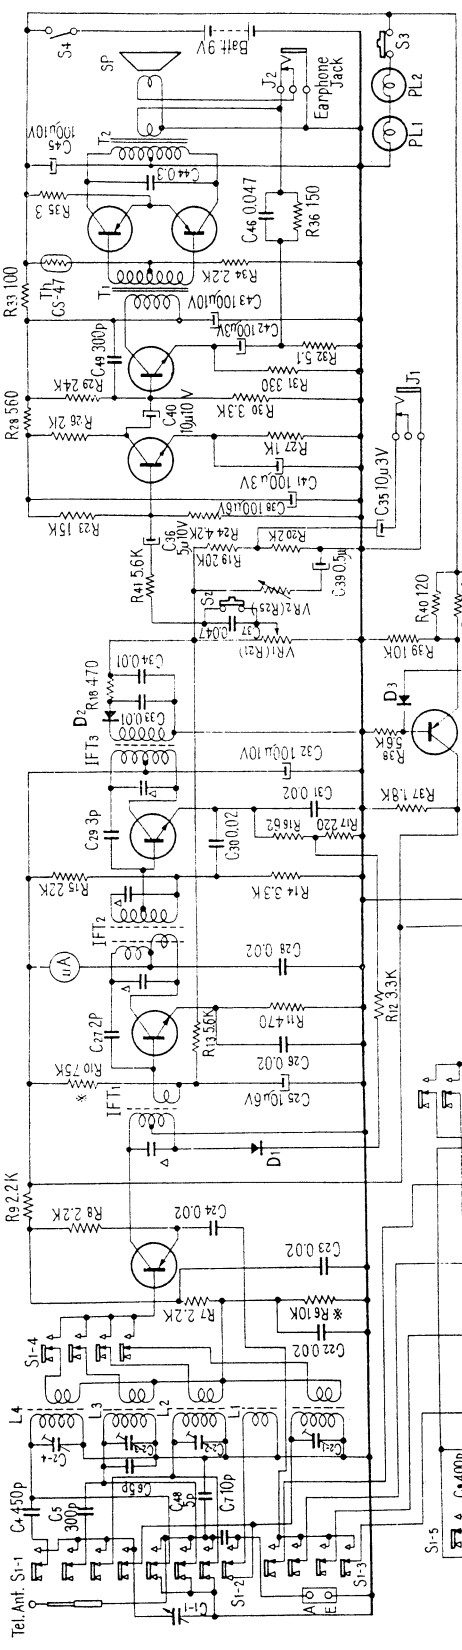 Tel. Ant.
S1-1
C4 450p
C5 300p
L4
L3
L2
L1
C2-4
C2-3
C2-2
C2-1
C6 5p
C48 5p
C7 10p
C1-1
S1-2
S1-3
A
E
S1-4
S1-5
C8 400p
R9 2.2K
R8 2.2K
R7 2.2K
※R6 10K
C22 0.02
C23 0.02
C24 0.02
D1
IFT1
※
R10 75K
C25 10μ6V
C26 0.02
R11 470
R13 5.6K
C27 2P
μA
C28 0.02
R12 3.3K
IFT2
R15 22K
R14 3.3K
C29 3p
C30 0.02
C31 0.02
R16 62
R17 220
C32 100μ10V
IFT3
D2
R18 470
C33 0.01
C34 0.01
R37 1.8K
R38 5.6K
D3
R39 10K
R40 120
C37 0.047
S2
VR1(R21)
VR2(R25)
R41 5.6K
C36 5μ10V
R19 20K
R20 2K
R24 4.2K
C39 0.5μ
C35 10μ3V
J1
R23 15K
C38 100μ6V
C41 100μ3V
R27 1K
R28 560
R26 2K
C40 10μ10V
R29 24K
C49 300p
R30 3.3K
R31 330
R32 5.1
C42 100μ3V
C43 100μ10V
R33 100
CS-47
T1
R34 2.2K
R35 3
C44 0.3
C45 100μ10V
T2
C46 0.047
R36 150
SP
J2
Earphone Jack
S4
Batt. 9V
PL1
PL2
S3